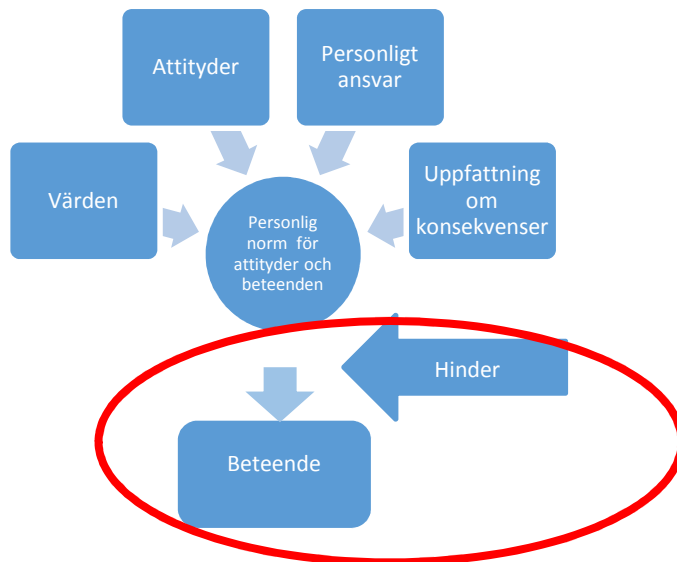 Attityder
Personligt
ansvar
Värden
Uppfattning
om
konsekvenser
Personlig
norm för
attityder och
beteenden
Hinder
Beteende